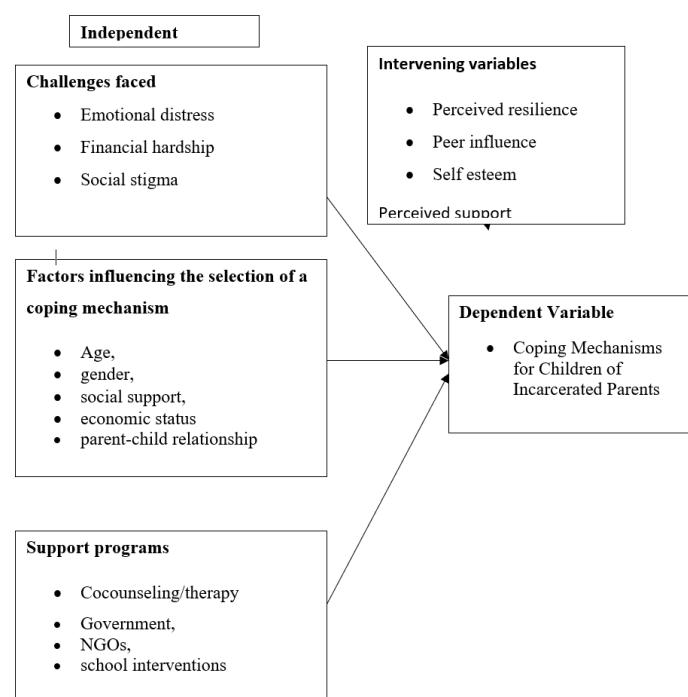 Independent
Challenges faced
• Emotional distress
• Financial hardship
• Social stigma
Factors influencing the selection of a
coping mechanism
• Age,
• gender,
• social support,
• economic status
• parent-child relationship
Support programs
• Cocounseling/therapy
• Government,
• NGOs,
• school interventions
Intervening variables
• Perceived resilience
• Peer influence
• Self esteem
Perceived support
Dependent Variable
• Coping Mechanisms
for Children of
Incarcerated Parents